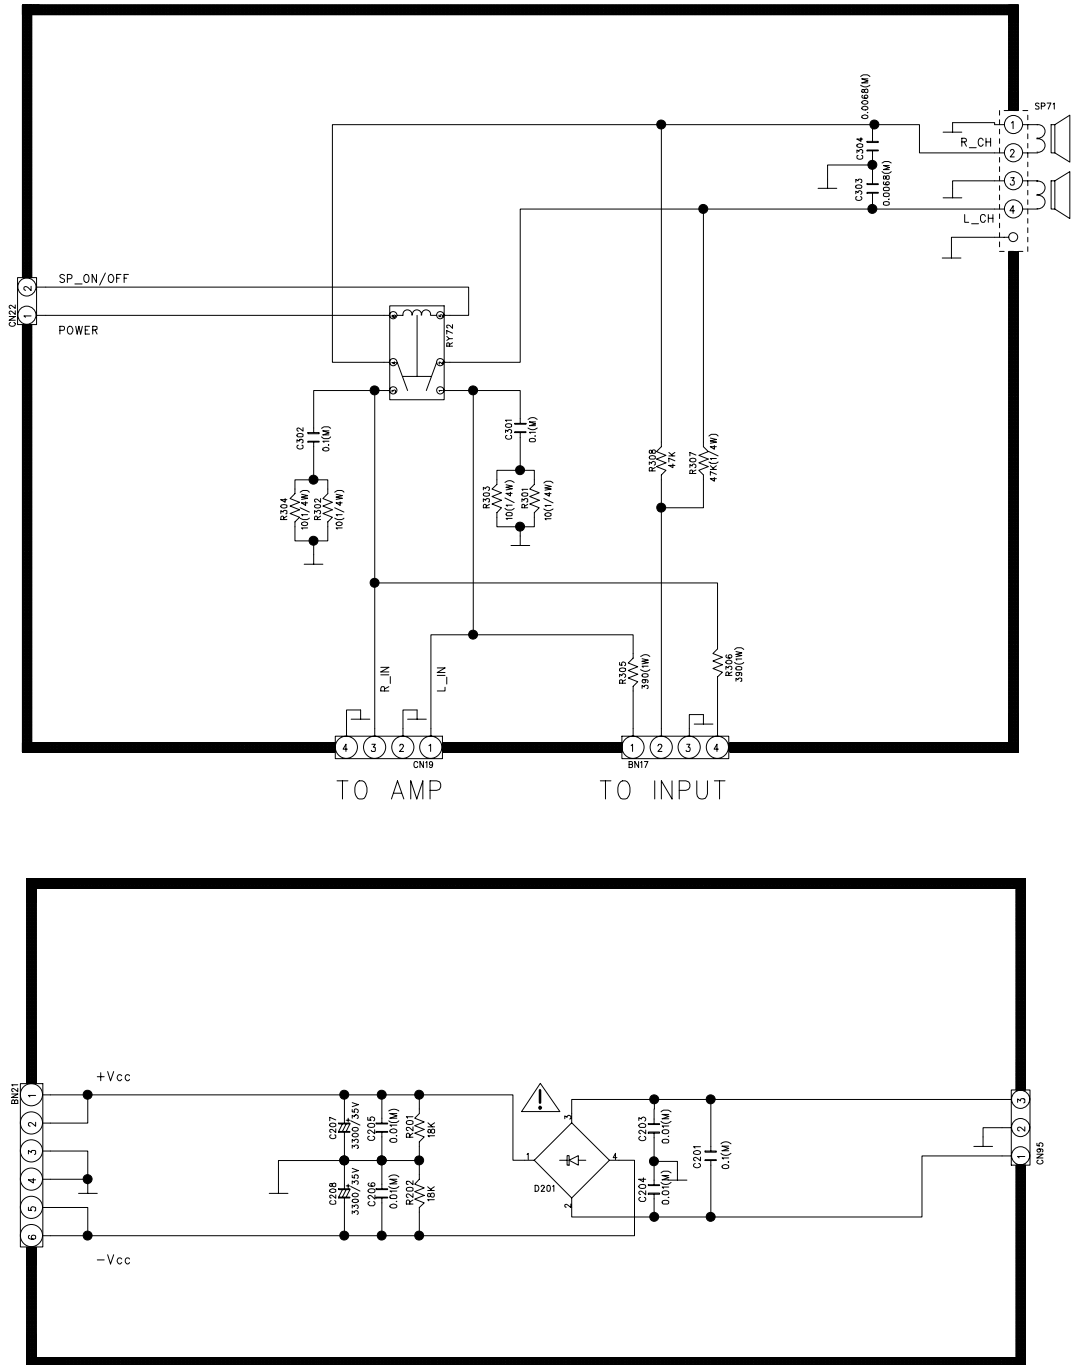 0.0068(M)
SP71
1
R_CH
2
C304
C303
0.0068(M)
3
4
L_CH
2
SP_ON/OFF
CN22
1
POWER
RY72
C302
0.1(M)
C301
0.1(M)
R308
47K
R307
47K(1/4W)
R304
10(1/4W)
R302
10(1/4W)
R303
10(1/4W)
R301
10(1/4W)
R_IN
L_IN
R305
390(1W)
R306
390(1W)
4 3 2 1
CN19
1 2 3 4
BN17
TO AMP
TO INPUT
BN21
+Vcc
1
2
3
4
5
6
-Vcc
C207
3300/35V
C205
0.01(M)
R201
18K
C208
3300/35V
C206
0.01(M)
R202
18K
!
3
1
4
2
D201
C203
0.01(M)
C204
0.01(M)
C201
0.1(M)
3
2
1
CN95